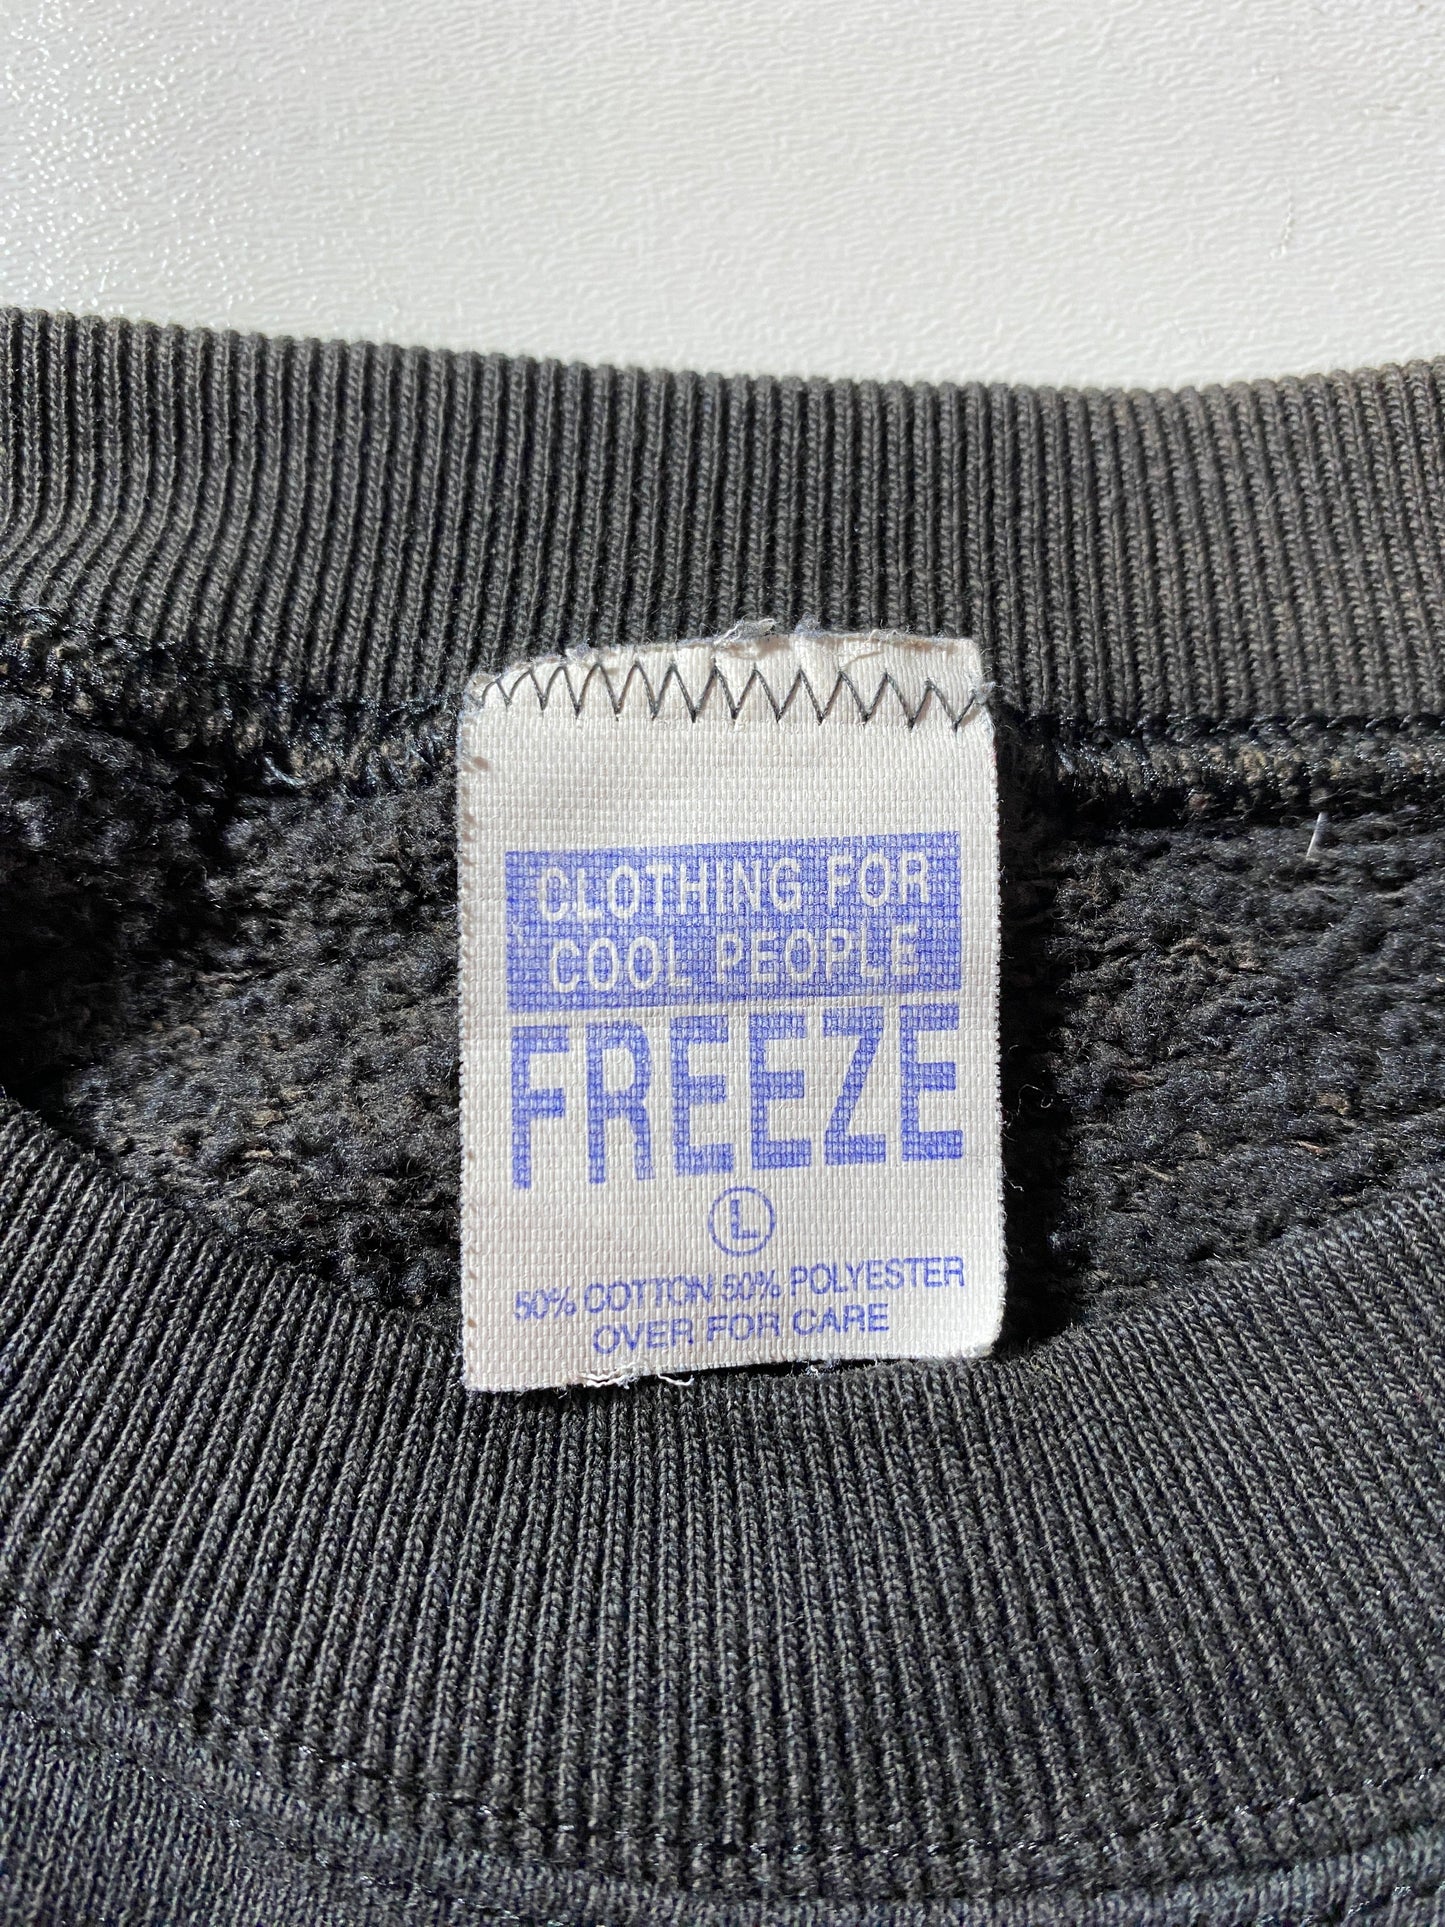 CLOTHING FOR
COOL PEOPLE
FREEZE
L
50% COTTON 50% POLYESTER
OVER FOR CARE